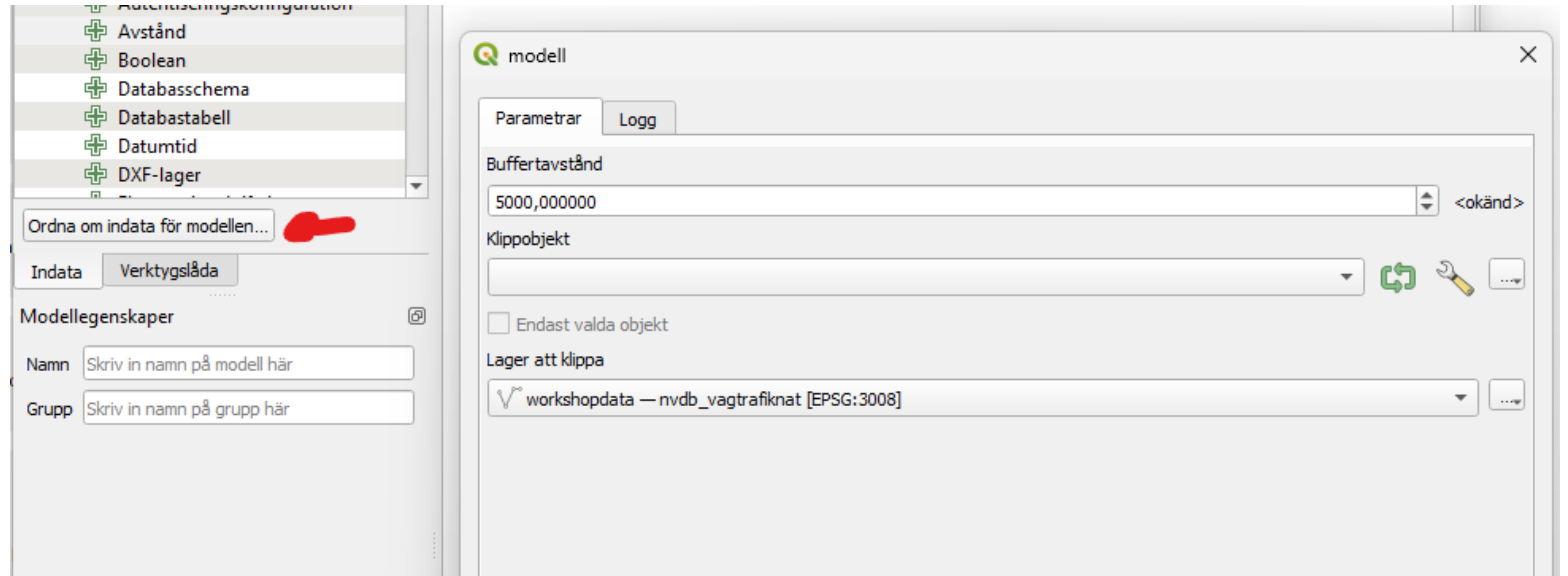 Autentiseringskonfiguration
Avstånd
Boolean
Databasschema
Databastabell
Datumtid
DXF-lager
Ordna om indata för modellen...
Indata
Verktygslåda
Modellegenskaper
Namn
Skriv in namn på modell här
Grupp
Skriv in namn på grupp här
modell
Parametrar
Logg
Buffertavstånd
5000,000000
<okänd>
Klippobjekt
...
Endast valda objekt
Lager att klippa
workshopdata — nvdb_vagtrafiknat [EPSG:3008]
...